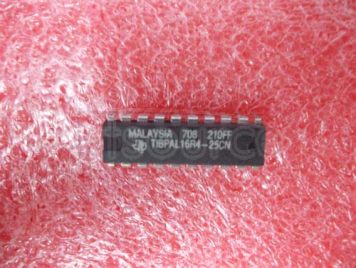 MALAYSIA 708 210FF
TIBPAL16R4-25CN